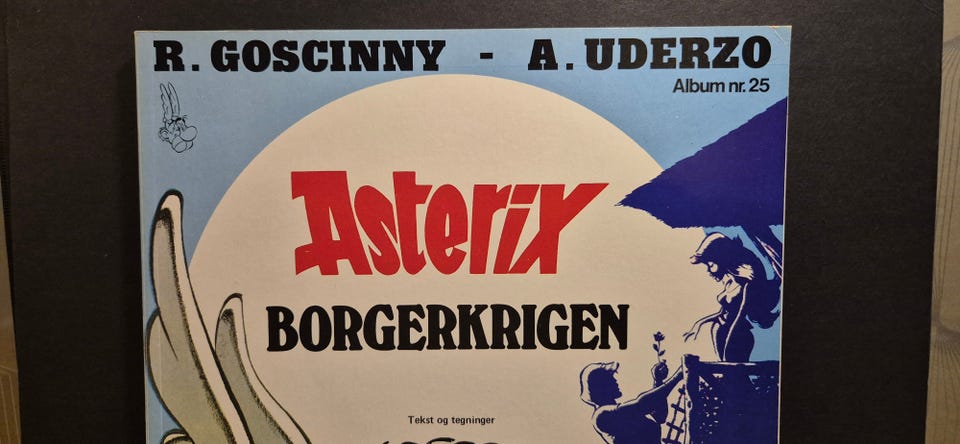 R. GOSCINNY - A. UDERZO
Album nr. 25
Asterix
BORGERKRIGEN
Tekst og tegninger